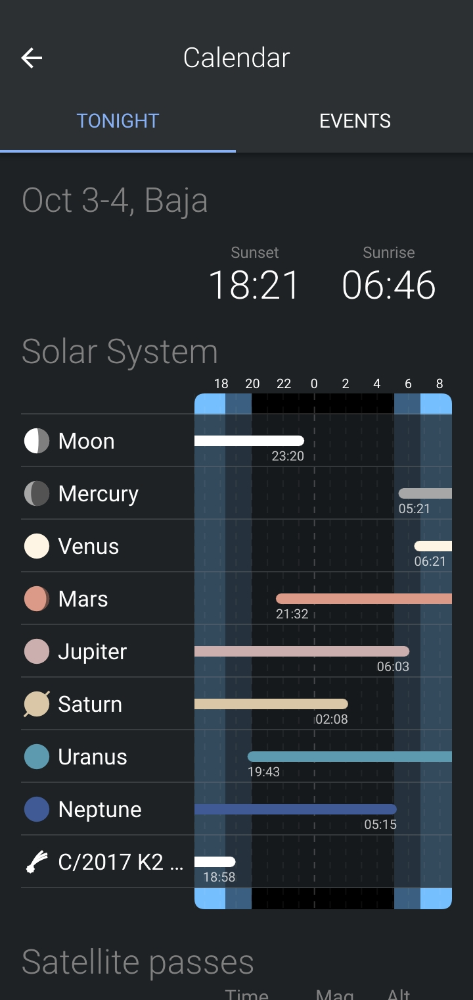 Calendar
TONIGHT EVENTS
Oct 3-4, Baja
Sunset Sunrise
18:21 06:46
Solar System
18 20 22 0 2 4 6 8
Moon
23:20
Mercury
05:21
Venus
06:21
Mars
21:32
Jupiter
06:03
Saturn
02:08
Uranus
19:43
Neptune
05:15
C/2017 K2 ...
18:58
Satellite passes
Time Mag Alt